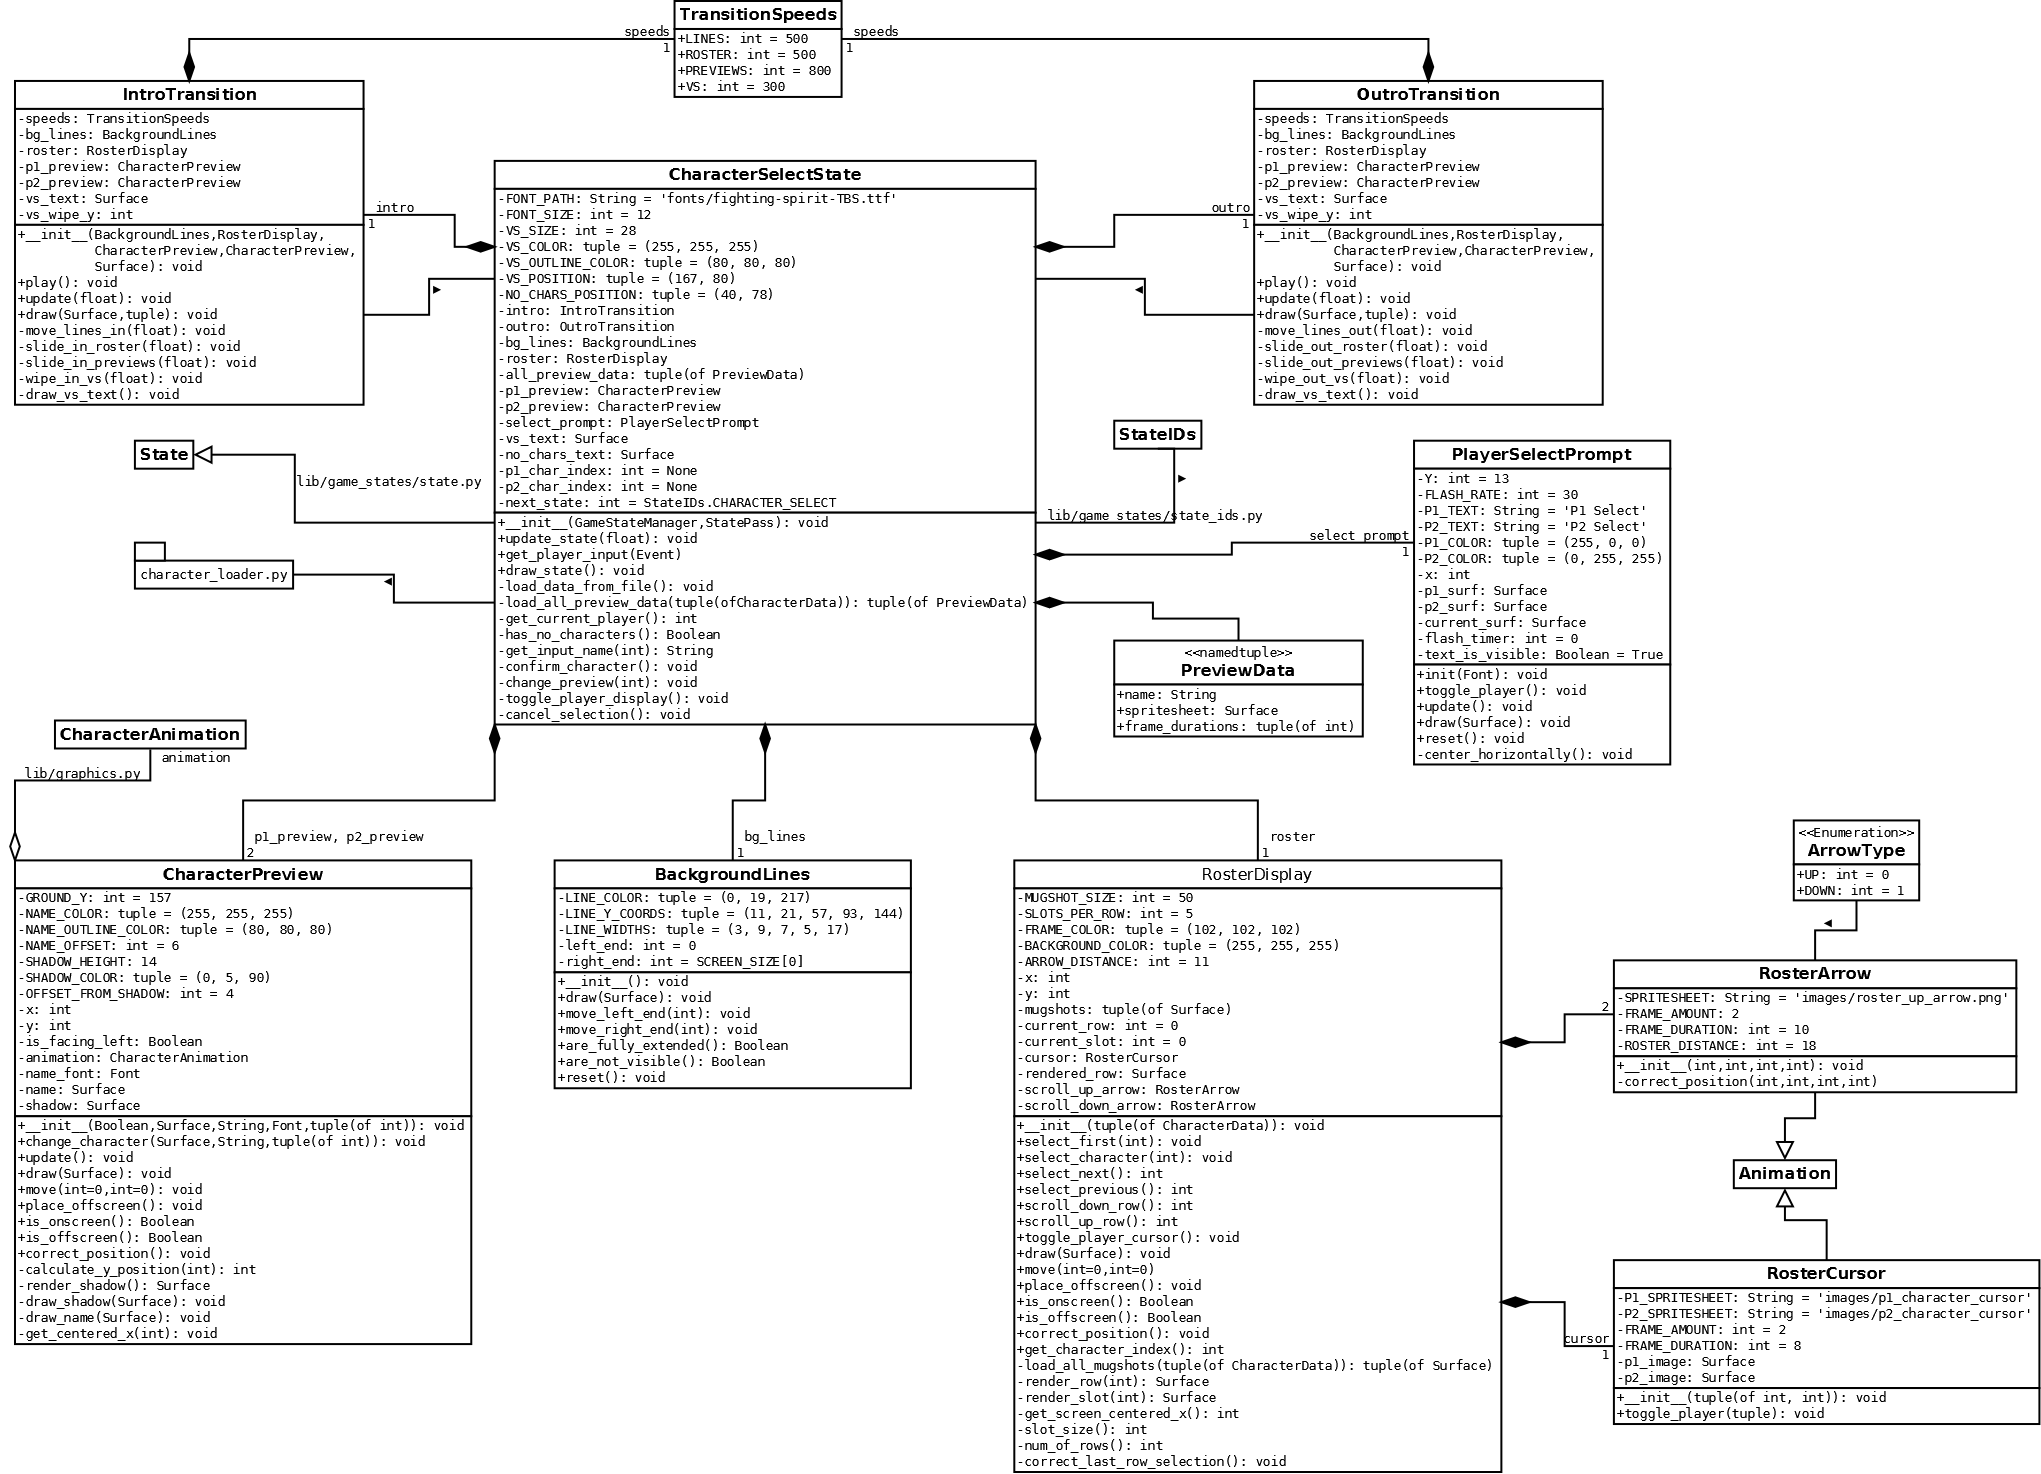 TransitionSpeeds
+LINES: int = 500
+ROSTER: int = 500
+PREVIEWS: int = 800
+VS: int = 300
speeds
1
speeds
1
IntroTransition
-speeds: TransitionSpeeds
-bg_lines: BackgroundLines
-roster: RosterDisplay
-p1_preview: CharacterPreview
-p2_preview: CharacterPreview
-vs_text: Surface
-vs_wipe_y: int
+__init__(BackgroundLines,RosterDisplay,
CharacterPreview,CharacterPreview,
Surface): void
+play(): void
+update(float): void
+draw(Surface,tuple): void
-move_lines_in(float): void
-slide_in_roster(float): void
-slide_in_previews(float): void
-wipe_in_vs(float): void
-draw_vs_text(): void
intro
1
CharacterSelectState
-FONT_PATH: String = 'fonts/fighting-spirit-TBS.ttf'
-FONT_SIZE: int = 12
-VS_SIZE: int = 28
-VS_COLOR: tuple = (255, 255, 255)
-VS_OUTLINE_COLOR: tuple = (80, 80, 80)
-VS_POSITION: tuple = (167, 80)
-NO_CHARS_POSITION: tuple = (40, 78)
-intro: IntroTransition
-outro: OutroTransition
-bg_lines: BackgroundLines
-roster: RosterDisplay
-all_preview_data: tuple(of PreviewData)
-p1_preview: CharacterPreview
-p2_preview: CharacterPreview
-select_prompt: PlayerSelectPrompt
-vs_text: Surface
-no_chars_text: Surface
-p1_char_index: int = None
-p2_char_index: int = None
-next_state: int = StateIDs.CHARACTER_SELECT
+__init__(GameStateManager,StatePass): void
+update_state(float): void
+get_player_input(Event)
+draw_state(): void
-load_data_from_file(): void
-load_all_preview_data(tuple(ofCharacterData)): tuple(of PreviewData)
-get_current_player(): int
-has_no_characters(): Boolean
-get_input_name(int): String
-confirm_character(): void
-change_preview(int): void
-toggle_player_display(): void
-cancel_selection(): void
outro
1
OutroTransition
-speeds: TransitionSpeeds
-bg_lines: BackgroundLines
-roster: RosterDisplay
-p1_preview: CharacterPreview
-p2_preview: CharacterPreview
-vs_text: Surface
-vs_wipe_y: int
+__init__(BackgroundLines,RosterDisplay,
CharacterPreview,CharacterPreview,
Surface): void
+play(): void
+update(float): void
+draw(Surface,tuple): void
-move_lines_out(float): void
-slide_out_roster(float): void
-slide_out_previews(float): void
-wipe_out_vs(float): void
-draw_vs_text(): void
State
lib/game_states/state.py
character_loader.py
StateIDs
lib/game_states/state_ids.py
select_prompt
1
PlayerSelectPrompt
-Y: int = 13
-FLASH_RATE: int = 30
-P1_TEXT: String = 'P1 Select'
-P2_TEXT: String = 'P2 Select'
-P1_COLOR: tuple = (255, 0, 0)
-P2_COLOR: tuple = (0, 255, 255)
-x: int
-p1_surf: Surface
-p2_surf: Surface
-current_surf: Surface
-flash_timer: int = 0
-text_is_visible: Boolean = True
+init(Font): void
+toggle_player(): void
+update(): void
+draw(Surface): void
+reset(): void
-center_horizontally(): void
<<namedtuple>>
PreviewData
+name: String
+spritesheet: Surface
+frame_durations: tuple(of int)
CharacterAnimation
animation
lib/graphics.py
p1_preview, p2_preview
2
bg_lines
1
roster
1
CharacterPreview
-GROUND_Y: int = 157
-NAME_COLOR: tuple = (255, 255, 255)
-NAME_OUTLINE_COLOR: tuple = (80, 80, 80)
-NAME_OFFSET: int = 6
-SHADOW_HEIGHT: 14
-SHADOW_COLOR: tuple = (0, 5, 90)
-OFFSET_FROM_SHADOW: int = 4
-x: int
-y: int
-is_facing_left: Boolean
-animation: CharacterAnimation
-name_font: Font
-name: Surface
-shadow: Surface
+__init__(Boolean,Surface,String,Font,tuple(of int)): void
+change_character(Surface,String,tuple(of int)): void
+update(): void
+draw(Surface): void
+move(int=0,int=0): void
+place_offscreen(): void
+is_onscreen(): Boolean
+is_offscreen(): Boolean
+correct_position(): void
-calculate_y_position(int): int
-render_shadow(): Surface
-draw_shadow(Surface): void
-draw_name(Surface): void
-get_centered_x(int): void
BackgroundLines
-LINE_COLOR: tuple = (0, 19, 217)
-LINE_Y_COORDS: tuple = (11, 21, 57, 93, 144)
-LINE_WIDTHS: tuple = (3, 9, 7, 5, 17)
-left_end: int = 0
-right_end: int = SCREEN_SIZE[0]
+__init__(): void
+draw(Surface): void
+move_left_end(int): void
+move_right_end(int): void
+are_fully_extended(): Boolean
+are_not_visible(): Boolean
+reset(): void
RosterDisplay
-MUGSHOT_SIZE: int = 50
-SLOTS_PER_ROW: int = 5
-FRAME_COLOR: tuple = (102, 102, 102)
-BACKGROUND_COLOR: tuple = (255, 255, 255)
-ARROW_DISTANCE: int = 11
-x: int
-y: int
-mugshots: tuple(of Surface)
-current_row: int = 0
-current_slot: int = 0
-cursor: RosterCursor
-rendered_row: Surface
-scroll_up_arrow: RosterArrow
-scroll_down_arrow: RosterArrow
+__init__(tuple(of CharacterData)): void
+select_first(int): void
+select_character(int): void
+select_next(): int
+select_previous(): int
+scroll_down_row(): int
+scroll_up_row(): int
+toggle_player_cursor(): void
+draw(Surface): void
+move(int=0,int=0)
+place_offscreen(): void
+is_onscreen(): Boolean
+is_offscreen(): Boolean
+correct_position(): void
+get_character_index(): int
-load_all_mugshots(tuple(of CharacterData)): tuple(of Surface)
-render_row(int): Surface
-render_slot(int): Surface
-get_screen_centered_x(): int
-slot_size(): int
-num_of_rows(): int
-correct_last_row_selection(): void
<<Enumeration>>
ArrowType
+UP: int = 0
+DOWN: int = 1
2
RosterArrow
-SPRITESHEET: String = 'images/roster_up_arrow.png'
-FRAME_AMOUNT: 2
-FRAME_DURATION: int = 10
-ROSTER_DISTANCE: int = 18
+__init__(int,int,int,int): void
-correct_position(int,int,int,int)
Animation
cursor
1
RosterCursor
-P1_SPRITESHEET: String = 'images/p1_character_cursor'
-P2_SPRITESHEET: String = 'images/p2_character_cursor'
-FRAME_AMOUNT: int = 2
-FRAME_DURATION: int = 8
-p1_image: Surface
-p2_image: Surface
+__init__(tuple(of int, int)): void
+toggle_player(tuple): void